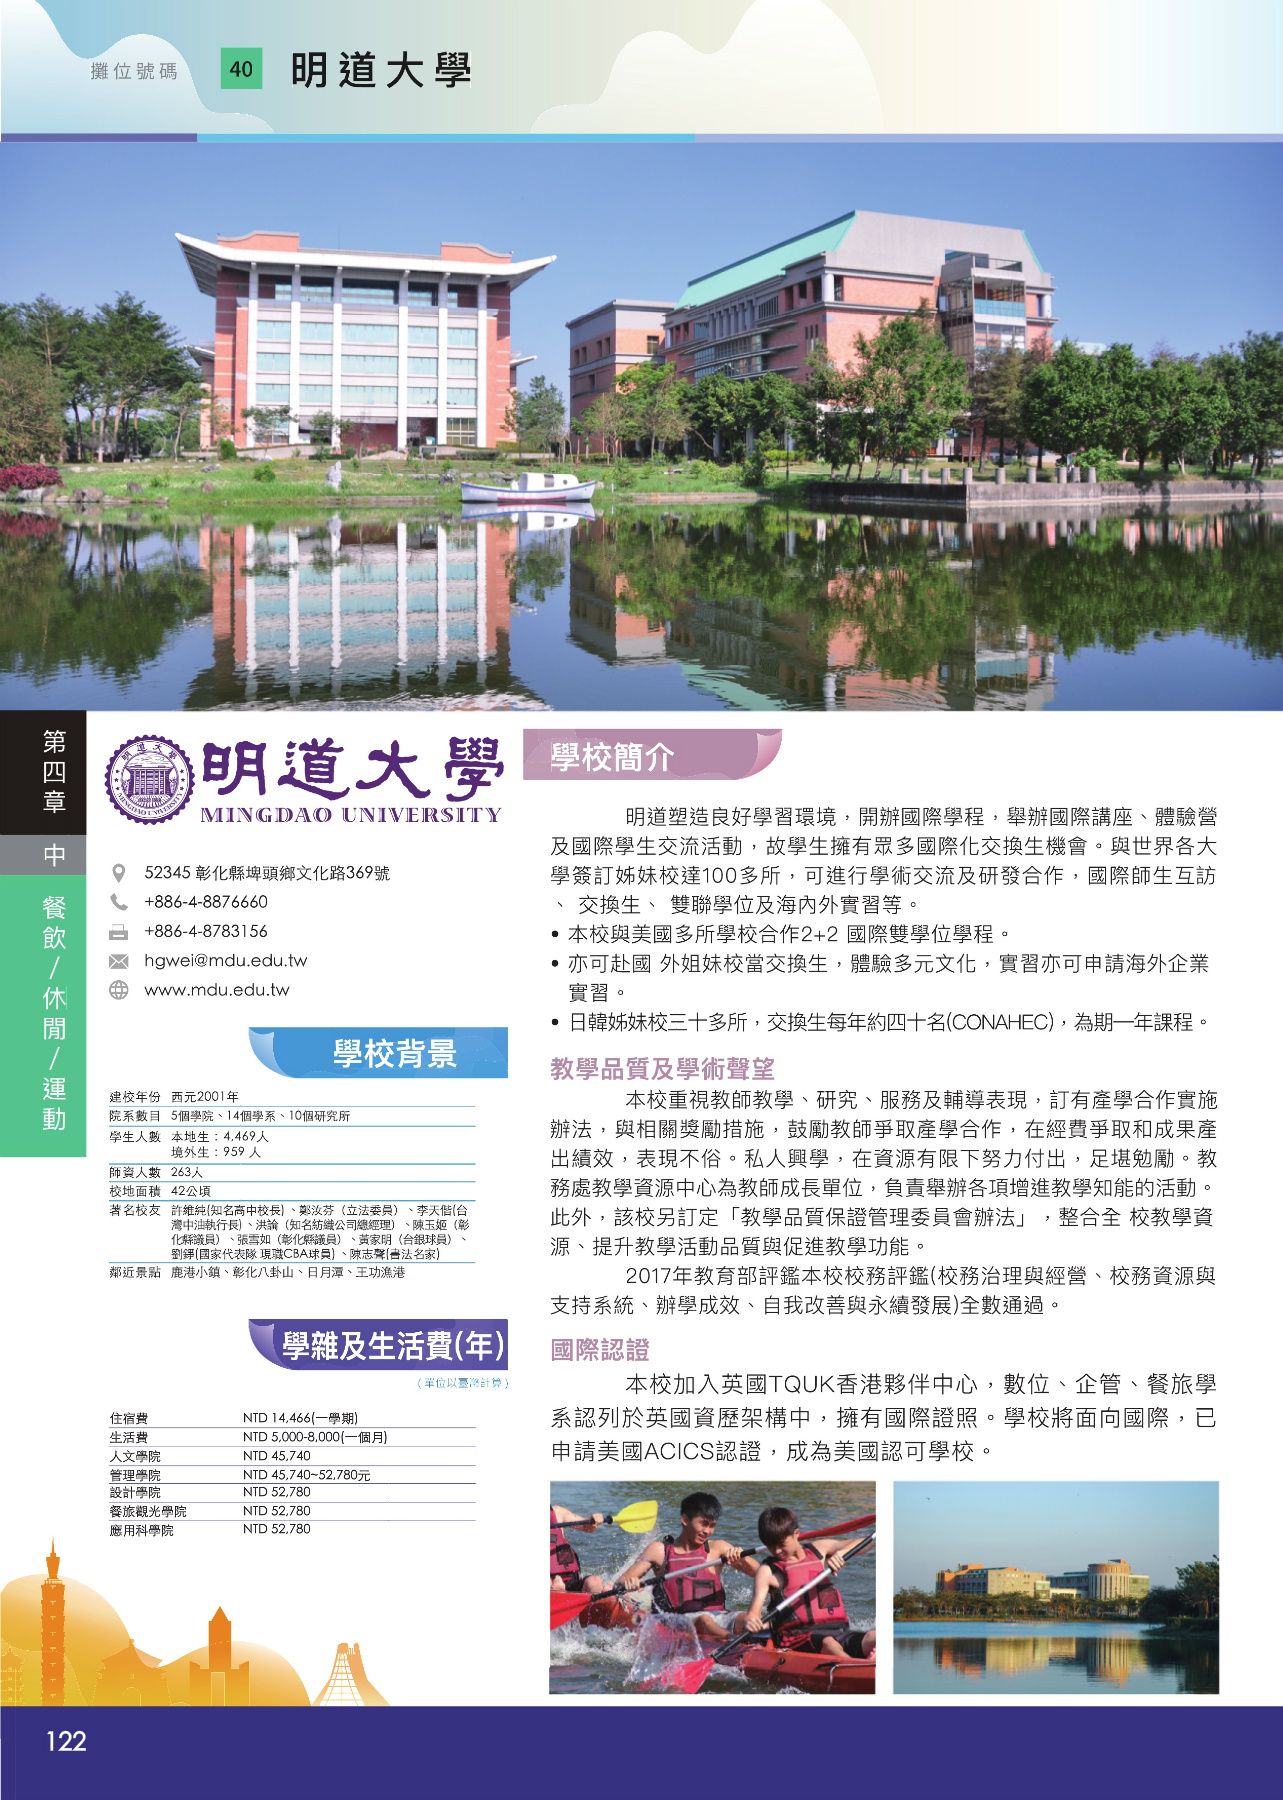 攤位號碼 40 明道大學
第四章
中
餐飲/休閒/運動
明道大學
MINGDAO UNIVERSITY
52345 彰化縣埤頭鄉文化路369號
+886-4-8876660
+886-4-8783156
hgwei@mdu.edu.tw
www.mdu.edu.tw
學校背景
建校年份 西元2001年
院系數目 5個學院、14個學系、10個研究所
學生人數 本地生：4,469人
境外生：959 人
師資人數 263人
校地面積 42公頃
著名校友 許維純(知名高中校長)、鄭汝芬（立法委員）、李天偕(台
灣中油執行長)、洪諭（知名紡織公司總經理）、陳玉姬（彰
化縣議員）、張雪如（彰化縣議員）、黃家明（台銀球員）、
劉錚(國家代表隊 現職CBA球員)、陳志聲(書法名家)
鄰近景點 鹿港小鎮、彰化八卦山、日月潭、王功漁港
學雜及生活費(年)
（單位以臺幣計算）
住宿費 NTD 14,466(一學期)
生活費 NTD 5,000-8,000(一個月)
人文學院 NTD 45,740
管理學院 NTD 45,740~52,780元
設計學院 NTD 52,780
餐旅觀光學院 NTD 52,780
應用科學院 NTD 52,780
學校簡介
明道塑造良好學習環境，開辦國際學程，舉辦國際講座、體驗營
及國際學生交流活動，故學生擁有眾多國際化交換生機會。與世界各大
學簽訂姊妹校達100多所，可進行學術交流及研發合作，國際師生互訪
、 交換生、 雙聯學位及海內外實習等。
• 本校與美國多所學校合作2+2 國際雙學位學程。
• 亦可赴國 外姐妹校當交換生，體驗多元文化，實習亦可申請海外企業
實習。
• 日韓姊妹校三十多所，交換生每年約四十名(CONAHEC)，為期一年課程。
教學品質及學術聲望
本校重視教師教學、研究、服務及輔導表現，訂有產學合作實施
辦法，與相關獎勵措施，鼓勵教師爭取產學合作，在經費爭取和成果產
出績效，表現不俗。私人興學，在資源有限下努力付出，足堪勉勵。教
務處教學資源中心為教師成長單位，負責舉辦各項增進教學知能的活動。
此外，該校另訂定「教學品質保證管理委員會辦法」，整合全 校教學資
源、提升教學活動品質與促進教學功能。
2017年教育部評鑑本校校務評鑑(校務治理與經營、校務資源與
支持系統、辦學成效、自我改善與永續發展)全數通過。
國際認證
本校加入英國TQUK香港夥伴中心，數位、企管、餐旅學
系認列於英國資歷架構中，擁有國際證照。學校將面向國際，已
申請美國ACICS認證，成為美國認可學校。
122